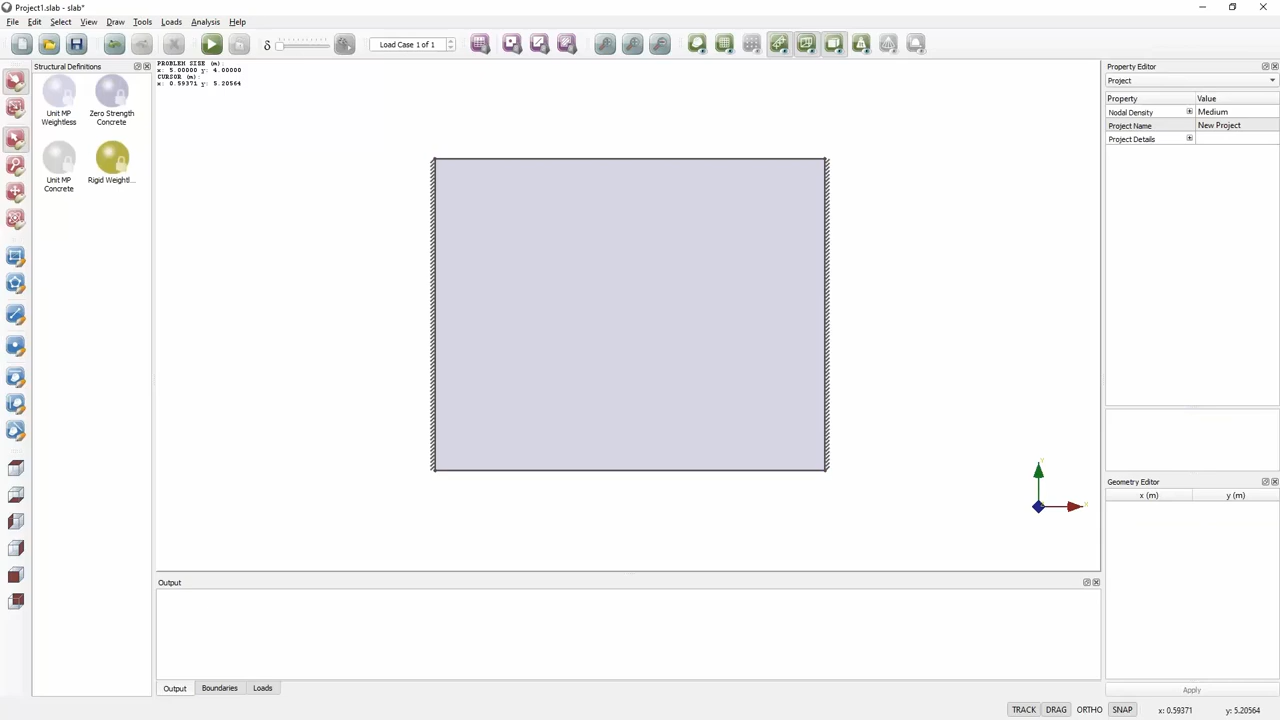 Project1.slab - slab*
File Edit Select View Draw Tools Loads Analysis Help
δ Load Case 1 of 1
Structural Definitions
Unit MP Weightless
Zero Strength Concrete
Unit MP Concrete
Rigid Weightl...
PROBLEM SIZE (m):
x: 5.00000 y: 4.00000
CURSOR (m):
x: 0.59371 y: 5.20564
Property Editor
Project
Property Value
Nodal Density Medium
Project Name New Project
Project Details
Y
X
Geometry Editor
x (m) y (m)
Output
Output Boundaries Loads
Apply
TRACK DRAG ORTHO SNAP x: 0.59371 y: 5.20564